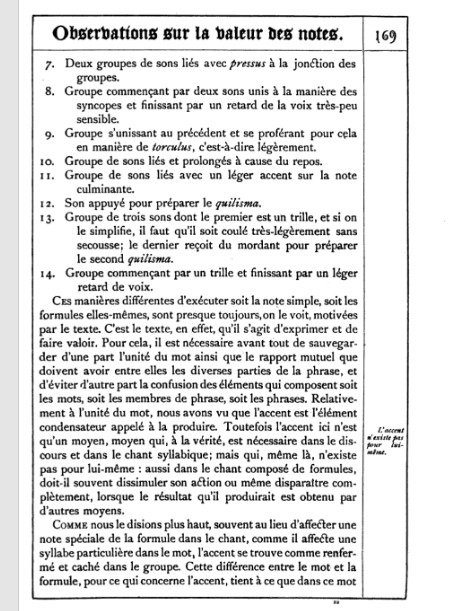 Observations sur la valeur des notes.
169
7. Deux groupes de sons liés avec pressus à la jonction des
groupes.
8. Groupe commençant par deux sons unis à la manière des
syncopes et finissant par un retard de la voix très-peu
sensible.
9. Groupe s'unissant au précédent et se proférant pour cela
en manière de torculus, c'est-à-dire légèrement.
10. Groupe de sons liés et prolongés à cause du repos.
11. Groupe de sons liés avec un léger accent sur la note
culminante.
12. Son appuyé pour préparer le quilisma.
13. Groupe de trois sons dont le premier est un trille, et si on
le simplifie, il faut qu'il soit coulé très-légèrement sans
secousse; le dernier reçoit du mordant pour préparer
le second quilisma.
14. Groupe commençant par un trille et finissant par un léger
retard de voix.
CES manières différentes d'exécuter soit la note simple, soit les
formules elles-mêmes, sont presque toujours, on le voit, motivées
par le texte. C'est le texte, en effet, qu'il s'agit d'exprimer et de
faire valoir. Pour cela, il est nécessaire avant tout de sauvegar-
der d'une part l'unité du mot ainsi que le rapport mutuel que
doivent avoir entre elles les diverses parties de la phrase, et
d'éviter d'autre part la confusion des éléments qui composent soit
les mots, soit les membres de phrase, soit les phrases. Relative-
ment à l'unité du mot, nous avons vu que l'accent est l'élément
condensateur appelé à la produire. Toutefois l'accent ici n'est
qu'un moyen, moyen qui, à la vérité, est nécessaire dans le dis-
cours et dans le chant syllabique; mais qui, même là, n'existe
pas pour lui-même : aussi dans le chant composé de formules,
doit-il souvent dissimuler son action ou même disparaître com-
plètement, lorsque le résultat qu'il produirait est obtenu par
d'autres moyens.
L'accent
n'existe pas
pour lui-
même.
COMME nous le disions plus haut, souvent au lieu d'affecter une
note spéciale de la formule dans le chant, comme il affecte une
syllabe particulière dans le mot, l'accent se trouve comme renfer-
mé et caché dans le groupe. Cette différence entre le mot et la
formule, pour ce qui concerne l'accent, tient à ce que dans ce mot